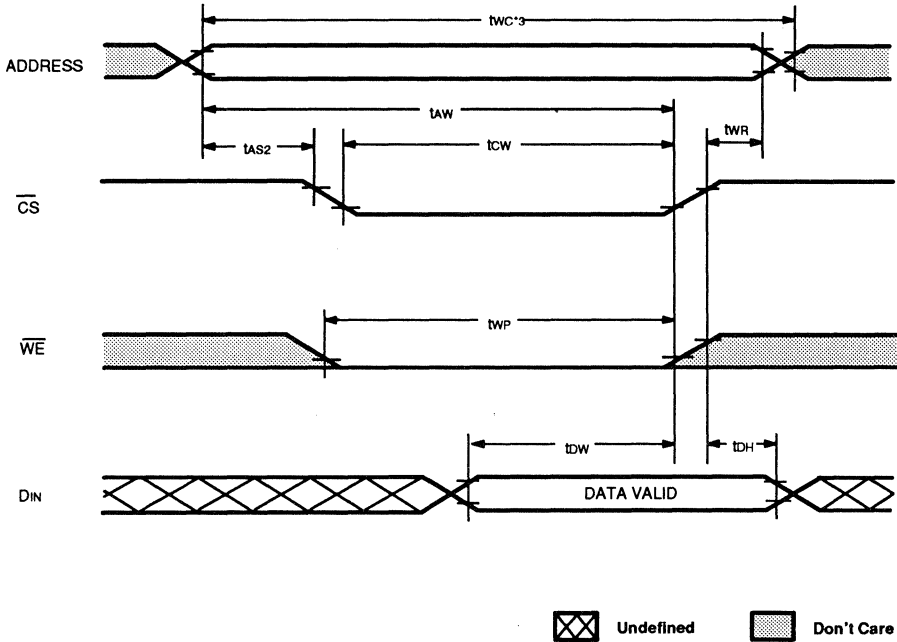 tWC*3
ADDRESS
tAW
tWR
tAS2
tCW
CS
tWP
WE
tDW
tDH
DIN
DATA VALID
Undefined
Don't Care